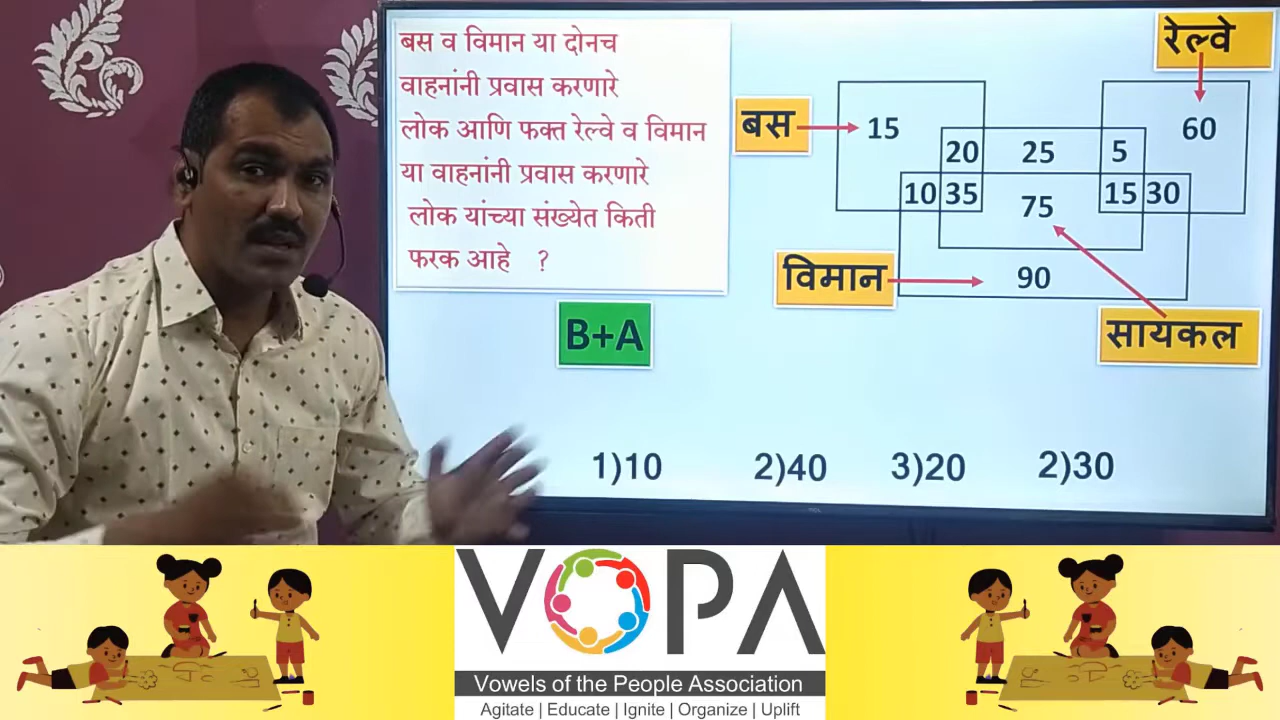 बस व विमान या दोनच
वाहनांनी प्रवास करणारे
लोक आणि फक्त रेल्वे व विमान
या वाहनांनी प्रवास करणारे
लोक यांच्या संख्येत किती
फरक आहे ?
रेल्वे
बस
15
60
20 25 5
10 35 75 15 30
विमान
90
सायकल
B+A
1)10 2)40 3)20 2)30
VOPA
Vowels of the People Association
Agitate | Educate | Ignite | Organize | Uplift